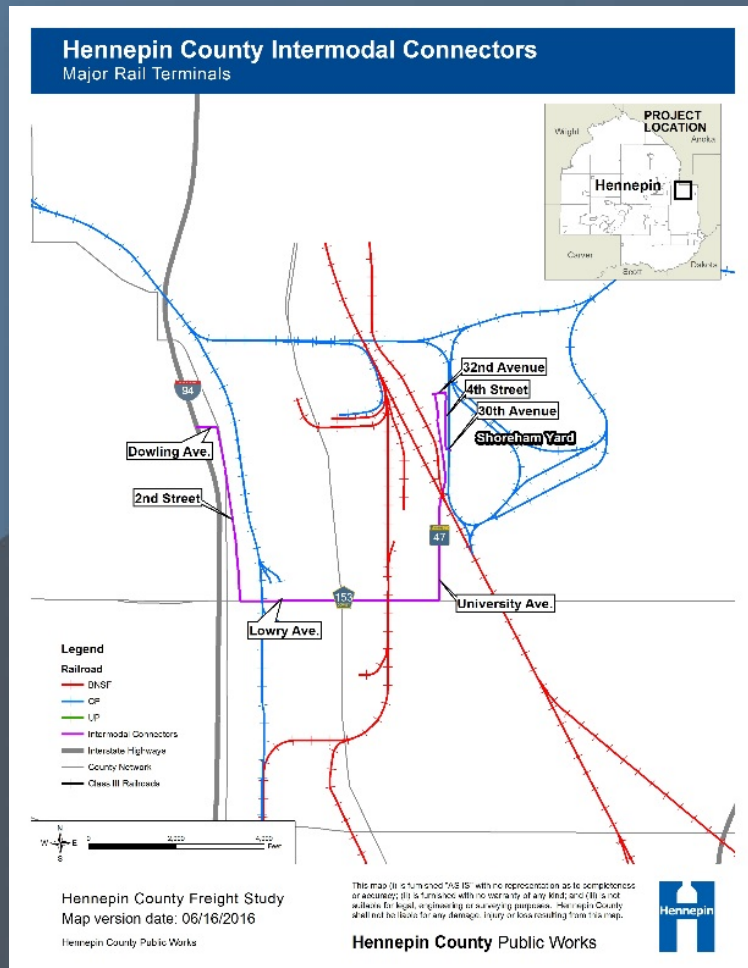 Hennepin County Intermodal Connectors
Major Rail Terminals
PROJECT
LOCATION
Wright
Anoka
Hennepin
Carver
Scott
Dakota
94
32nd Avenue
4th Street
30th Avenue
Shoreham Yard
Dowling Ave.
2nd Street
47
153
University Ave.
Lowry Ave.
Legend
Railroad
BNSF
CP
UP
Intermodal Connectors
Interstate Highways
County Network
Class III Railroads
N
W
E
S
0
2,000
4,000
Feet
Hennepin County Freight Study
Map version date: 06/16/2016
Hennepin County Public Works
This map (i) is furnished "AS IS" with no representation as to completeness
or accuracy; (ii) is furnished with no warranty of any kind; and (iii) is not
suitable for legal, engineering or surveying purposes. Hennepin County
shall not be liable for any damage, injury or loss resulting from this map.
Hennepin County Public Works
Hennepin